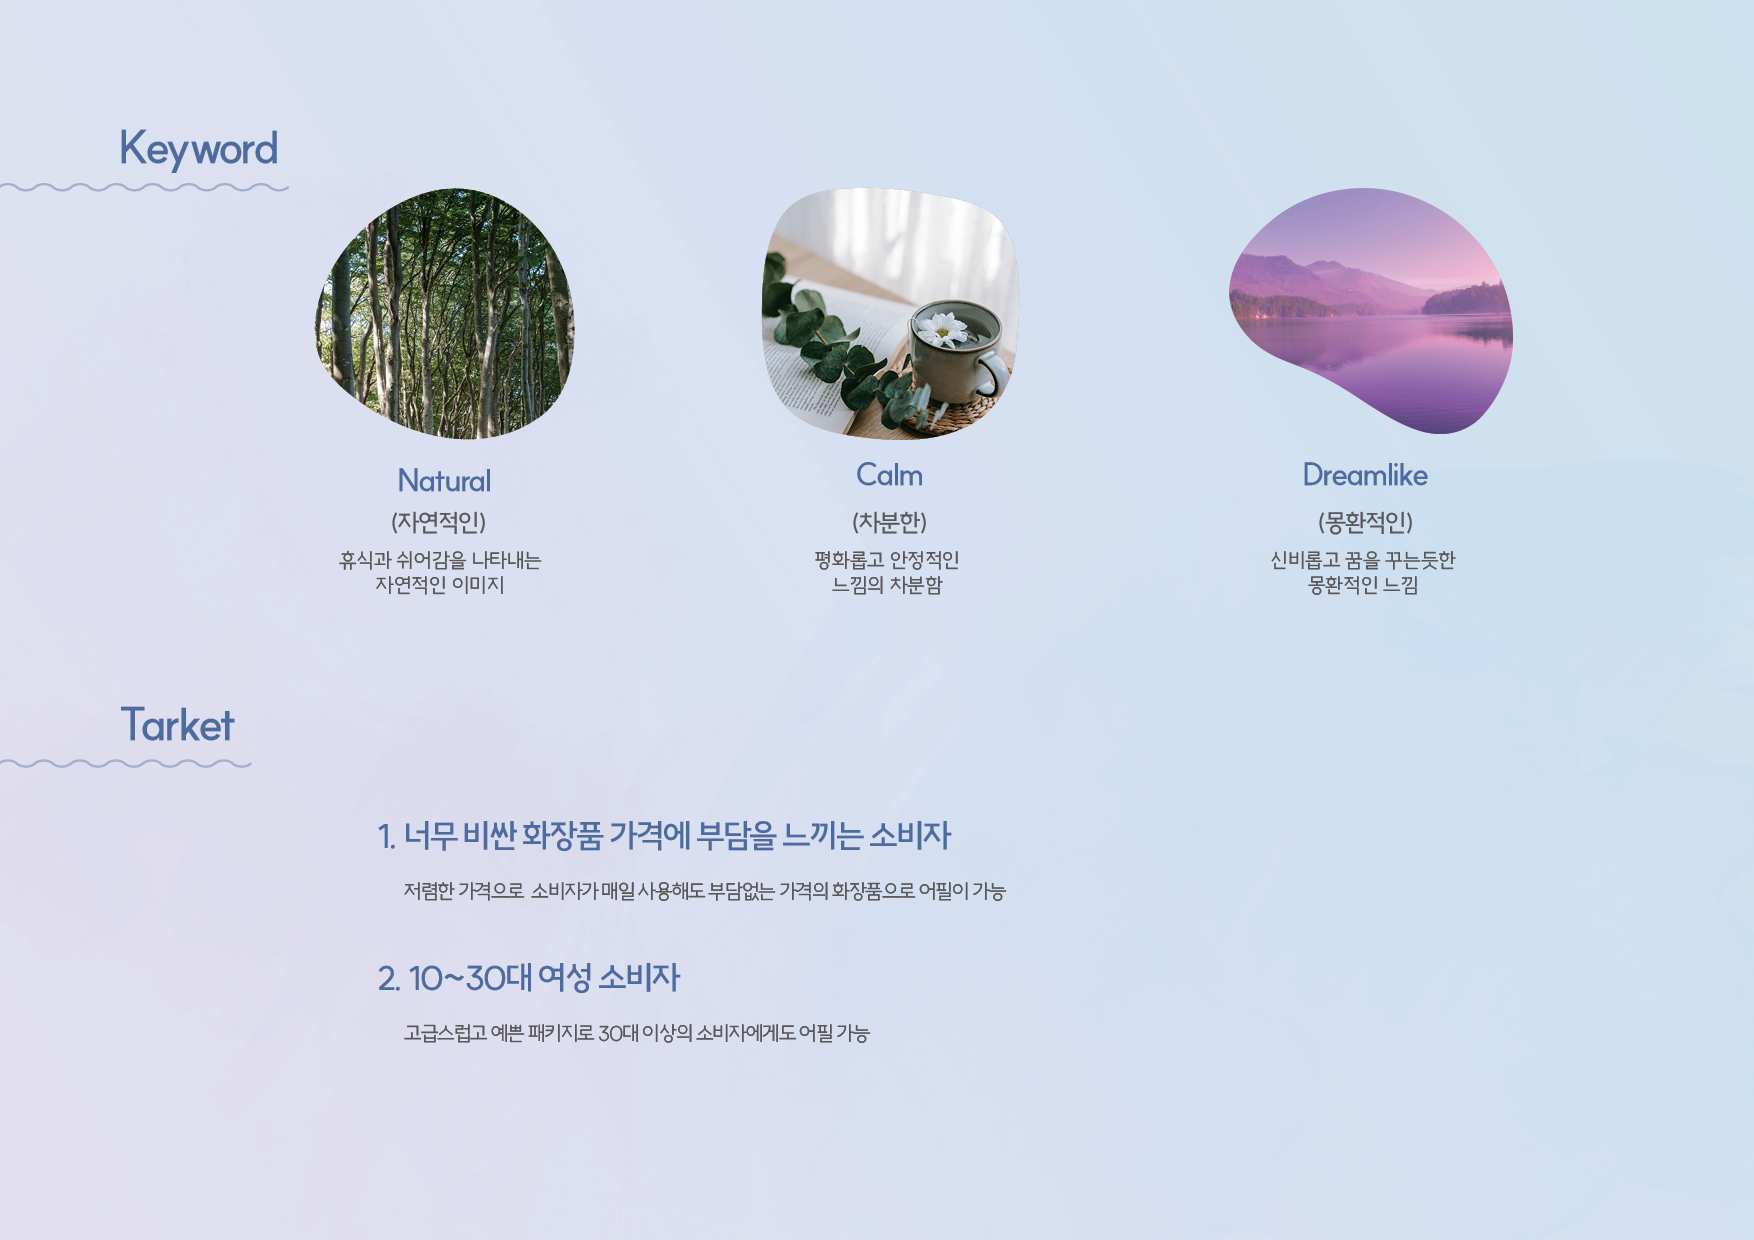 Keyword
Natural
(자연적인)
휴식과 쉬어감을 나타내는
자연적인 이미지
Calm
(차분한)
평화롭고 안정적인
느낌의 차분함
Dreamlike
(몽환적인)
신비롭고 꿈을 꾸는듯한
몽환적인 느낌
Tarket
1. 너무 비싼 화장품 가격에 부담을 느끼는 소비자
저렴한 가격으로 소비자가 매일 사용해도 부담없는 가격의 화장품으로 어필이 가능
2. 10~30대 여성 소비자
고급스럽고 예쁜 패키지로 30대 이상의 소비자에게도 어필 가능